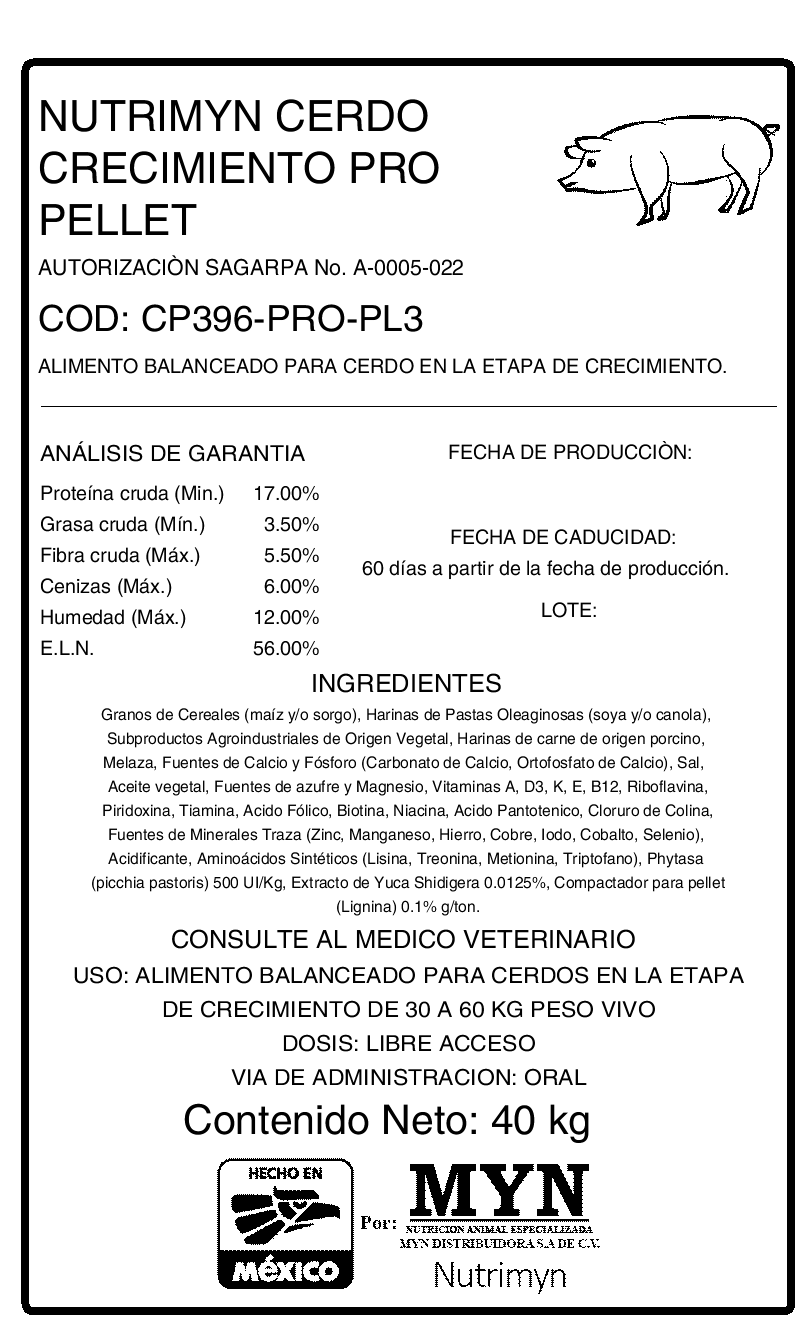 NUTRIMYN CERDO
CRECIMIENTO PRO
PELLET
AUTORIZACIÒN SAGARPA No. A-0005-022
COD: CP396-PRO-PL3
ALIMENTO BALANCEADO PARA CERDO EN LA ETAPA DE CRECIMIENTO.
ANÁLISIS DE GARANTIA
Proteína cruda (Min.) 17.00%
Grasa cruda (Mín.) 3.50%
Fibra cruda (Máx.) 5.50%
Cenizas (Máx.) 6.00%
Humedad (Máx.) 12.00%
E.L.N. 56.00%
FECHA DE PRODUCCIÒN:
FECHA DE CADUCIDAD:
60 días a partir de la fecha de producción.
LOTE:
INGREDIENTES
Granos de Cereales (maíz y/o sorgo), Harinas de Pastas Oleaginosas (soya y/o canola),
Subproductos Agroindustriales de Origen Vegetal, Harinas de carne de origen porcino,
Melaza, Fuentes de Calcio y Fósforo (Carbonato de Calcio, Ortofosfato de Calcio), Sal,
Aceite vegetal, Fuentes de azufre y Magnesio, Vitaminas A, D3, K, E, B12, Riboflavina,
Piridoxina, Tiamina, Acido Fólico, Biotina, Niacina, Acido Pantotenico, Cloruro de Colina,
Fuentes de Minerales Traza (Zinc, Manganeso, Hierro, Cobre, Iodo, Cobalto, Selenio),
Acidificante, Aminoácidos Sintéticos (Lisina, Treonina, Metionina, Triptofano), Phytasa
(picchia pastoris) 500 UI/Kg, Extracto de Yuca Shidigera 0.0125%, Compactador para pellet
(Lignina) 0.1% g/ton.
CONSULTE AL MEDICO VETERINARIO
USO: ALIMENTO BALANCEADO PARA CERDOS EN LA ETAPA
DE CRECIMIENTO DE 30 A 60 KG PESO VIVO
DOSIS: LIBRE ACCESO
VIA DE ADMINISTRACION: ORAL
Contenido Neto: 40 kg
HECHO EN
MéXICO
Por:
MYN
NUTRICION ANIMAL ESPECIALIZADA
MYN DISTRIBUIDORA S.A DE C.V.
Nutrimyn